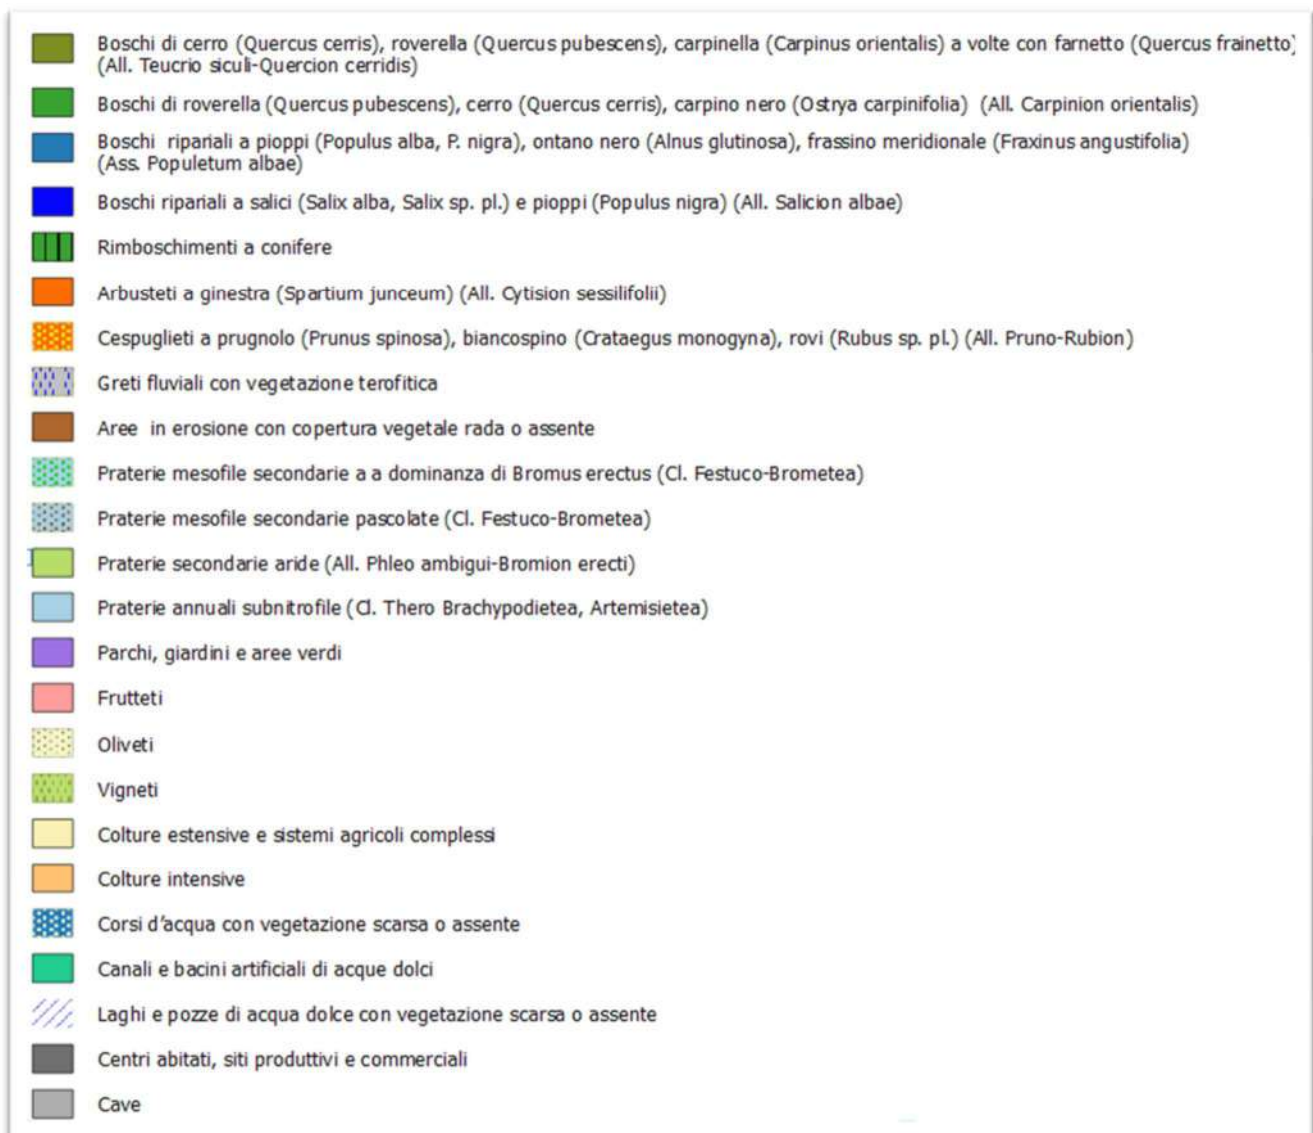 Boschi di cerro (Quercus cerris), roverella (Quercus pubescens), carpinella (Carpinus orientalis) a volte con farnetto (Quercus frainetto)
(All. Teucrio siculi-Quercion cerridis)
Boschi di roverella (Quercus pubescens), cerro (Quercus cerris), carpino nero (Ostrya carpinifolia) (All. Carpinion orientalis)
Boschi ripariali a pioppi (Populus alba, P. nigra), ontano nero (Alnus glutinosa), frassino meridionale (Fraxinus angustifolia)
(Ass. Populetum albae)
Boschi ripariali a salici (Salix alba, Salix sp. pl.) e pioppi (Populus nigra) (All. Salicion albae)
Rimboschimenti a conifere
Arbusteti a ginestra (Spartium junceum) (All. Cytision sessilifolii)
Cespuglieti a prugnolo (Prunus spinosa), biancospino (Crataegus monogyna), rovi (Rubus sp. pl.) (All. Pruno-Rubion)
Greti fluviali con vegetazione terofitica
Aree in erosione con copertura vegetale rada o assente
Praterie mesofile secondarie a a dominanza di Bromus erectus (Cl. Festuco-Brometea)
Praterie mesofile secondarie pascolate (Cl. Festuco-Brometea)
Praterie secondarie aride (All. Phleo ambigui-Bromion erecti)
Praterie annuali subnitrofile (Cl. Thero Brachypodietea, Artemisietea)
Parchi, giardini e aree verdi
Frutteti
Oliveti
Vigneti
Colture estensive e sistemi agricoli complessi
Colture intensive
Corsi d'acqua con vegetazione scarsa o assente
Canali e bacini artificiali di acque dolci
Laghi e pozze di acqua dolce con vegetazione scarsa o assente
Centri abitati, siti produttivi e commerciali
Cave